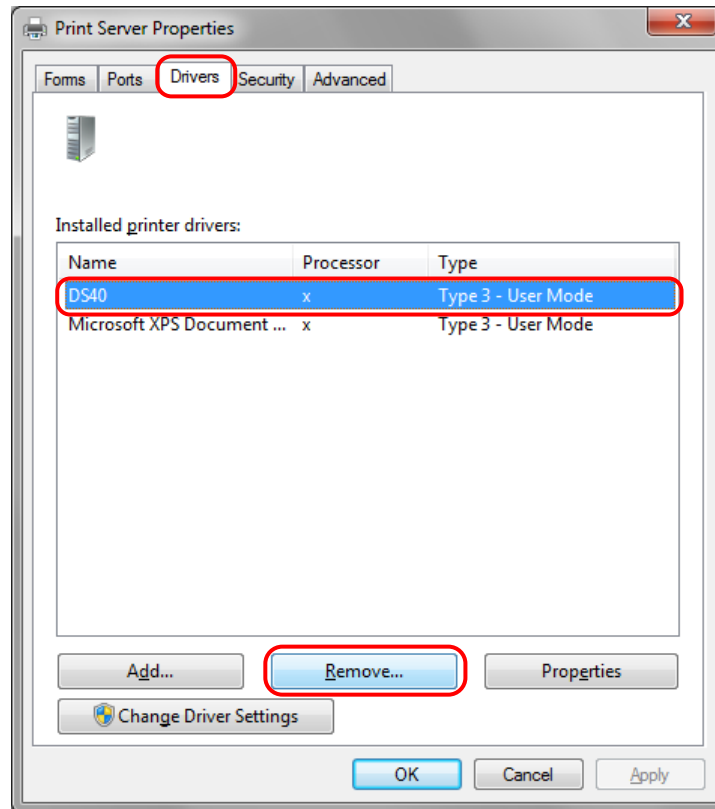 Print Server Properties
Forms Ports Drivers Security Advanced
Installed printer drivers:
Name Processor Type
DS40 x Type 3 - User Mode
Microsoft XPS Document ... x Type 3 - User Mode
Add... Remove... Properties
Change Driver Settings
OK Cancel Apply